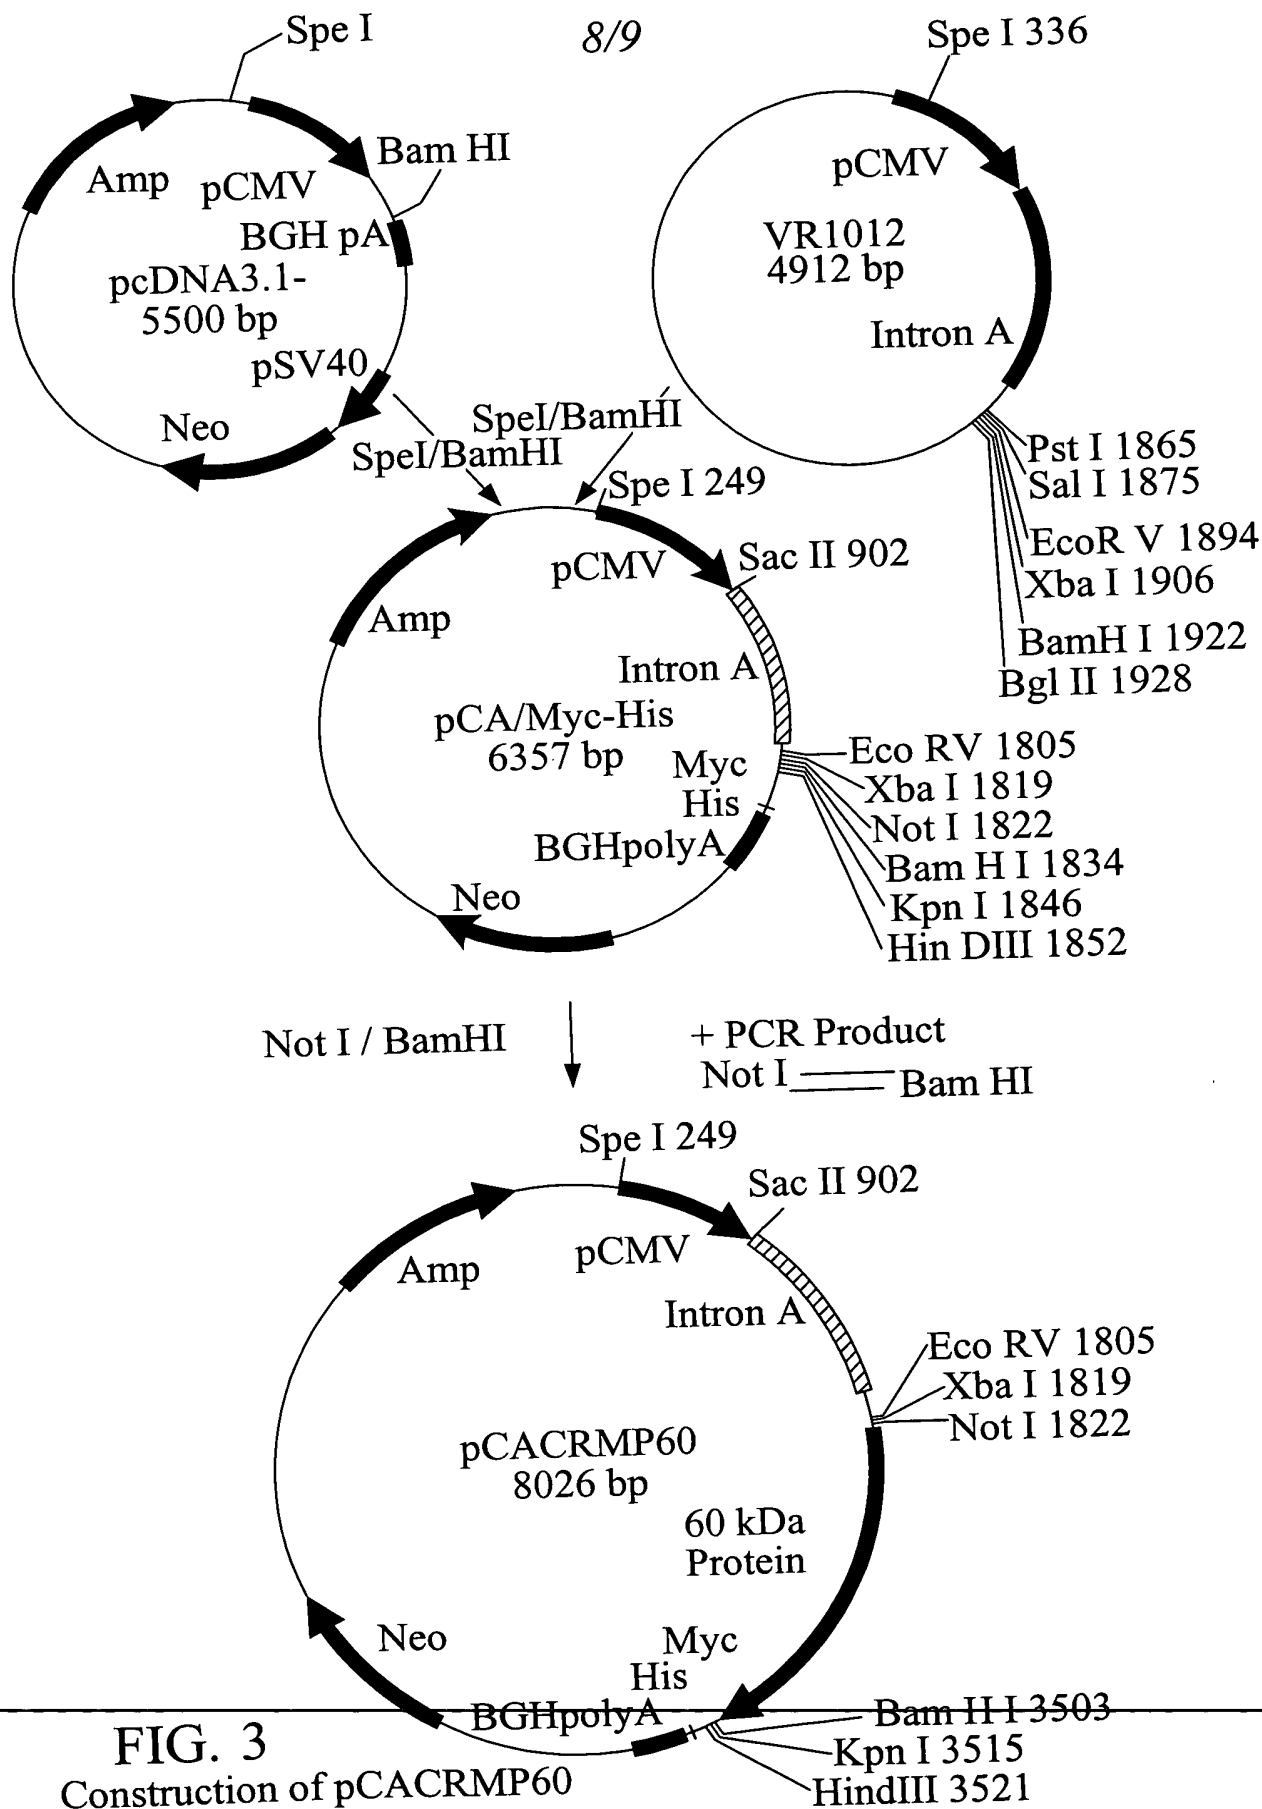 8/9
Spe I
Amp
pCMV
Bam HI
BGH pA
pcDNA3.1-
5500 bp
pSV40
Neo
SpeI/BamHI
Spe I 336
pCMV
VR1012
4912 bp
Intron A
SpeI/BamHI
Pst I 1865
Sal I 1875
EcoR V 1894
Xba I 1906
BamH I 1922
Bgl II 1928
Spe I 249
pCMV
Sac II 902
Amp
Intron A
pCA/Myc-His
6357 bp
Myc
His
BGHpolyA
Neo
Eco RV 1805
Xba I 1819
Not I 1822
Bam H I 1834
Kpn I 1846
Hin DIII 1852
Not I / BamHI
+ PCR Product
Not I
Bam HI
Spe I 249
Sac II 902
pCMV
Amp
Intron A
Eco RV 1805
Xba I 1819
Not I 1822
pCACRMP60
8026 bp
60 kDa
Protein
Neo
Myc
His
BGHpolyA
Bam H I 3503
Kpn I 3515
HindIII 3521
FIG. 3
Construction of pCACRMP60